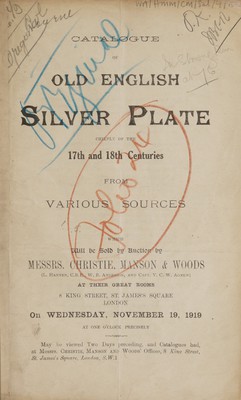 CATALOGUE
OF
OLD ENGLISH
SILVER PLATE
CHIEFLY OF THE
17th and 18th Centuries
FROM
VARIOUS SOURCES
WHICH
Will be Sold by Auction by
MESSRS. CHRISTIE, MANSON & WOODS
AT THEIR GREAT ROOMS
8 KING STREET, ST. JAMES'S SQUARE
LONDON
On WEDNESDAY, NOVEMBER 19, 1919
AT ONE O'CLOCK PRECISELY
May be viewed Two Days preceding, and Catalogues had,
at MESSRS. CHRISTIE, MANSON AND WOODS' Offices, 8 King Street,
St. James's Square, London, S.W.1